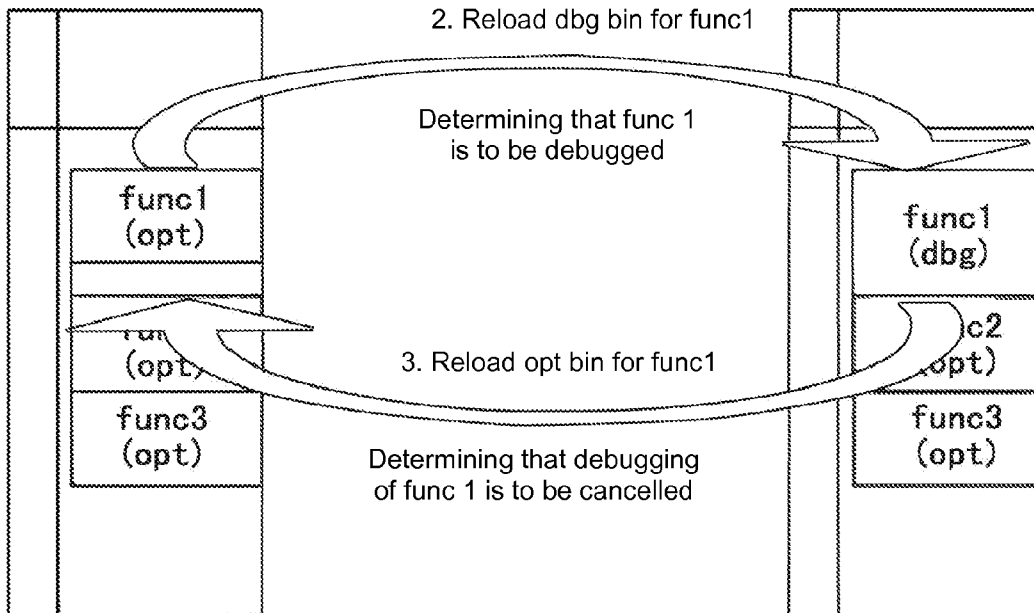 2. Reload dbg bin for func1
Determining that func 1
is to be debugged
func1
(opt)
func1
(dbg)
(opt)
3. Reload opt bin for func1
func3
(opt)
func3
(opt)
Determining that debugging
of func 1 is to be cancelled